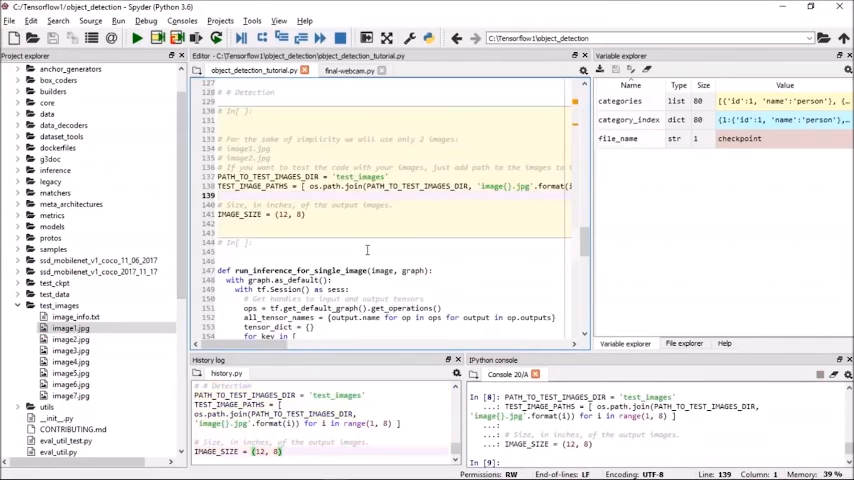 C:/Tensorflow1/object_detection - Spyder (Python 3.6)
File Edit Search Source Run Debug Consoles Projects Tools View Help
C:\Tensorflow1\object_detection
Project explorer
anchor_generators
box_coders
builders
core
data
data_decoders
dataset_tools
dockerfiles
g3doc
inference
legacy
matchers
meta_architectures
metrics
models
protos
samples
ssd_mobilenet_v1_coco_11_06_2017
ssd_mobilenet_v1_coco_2017_11_17
test_ckpt
test_data
test_images
image_info.txt
image1.jpg
image2.jpg
image3.jpg
image4.jpg
image5.jpg
image6.jpg
image7.jpg
utils
__init__.py
CONTRIBUTING.md
eval_util_test.py
eval_util.py
Editor - C:\Tensorflow1\object_detection\object_detection_tutorial.py
object_detection_tutorial.py final-webcam.py
127
128 # # Detection
129
130 # In[ ]:
131
132
133 # For the sake of simplicity we will use only 2 images:
134 # image1.jpg
135 # image2.jpg
136 # If you want to test the code with your images, just add path to the images to t
137 PATH_TO_TEST_IMAGES_DIR = 'test_images'
138 TEST_IMAGE_PATHS = [ os.path.join(PATH_TO_TEST_IMAGES_DIR, 'image{}.jpg'.format(i
139
140 # Size, in inches, of the output images.
141 IMAGE_SIZE = (12, 8)
142
143
144 # In[ ]:
145
146
147 def run_inference_for_single_image(image, graph):
148 with graph.as_default():
149 with tf.Session() as sess:
150 # Get handles to input and output tensors
151 ops = tf.get_default_graph().get_operations()
152 all_tensor_names = {output.name for op in ops for output in op.outputs}
153 tensor_dict = {}
154 for key in [
Variable explorer
Name Type Size Value
categories list 80 [{'id':1, 'name':'person'}, {…
category_index dict 80 {1:{'id':1, 'name':'person'},…
file_name str 1 checkpoint
Variable explorer File explorer Help
History log
history.py
# # Detection
PATH_TO_TEST_IMAGES_DIR = 'test_images'
TEST_IMAGE_PATHS = [
os.path.join(PATH_TO_TEST_IMAGES_DIR,
'image{}.jpg'.format(i)) for i in range(1, 8) ]
# Size, in inches, of the output images.
IMAGE_SIZE = (12, 8)
IPython console
Console 20/A
In [8]: PATH_TO_TEST_IMAGES_DIR = 'test_images'
...: TEST_IMAGE_PATHS = [ os.path.join(PATH_TO_TEST_IMAGES_DIR,
'image{}.jpg'.format(i)) for i in range(1, 8) ]
...:
...: # Size, in inches, of the output images.
...: IMAGE_SIZE = (12, 8)
In [9]:
Permissions: RW End-of-lines: LF Encoding: UTF-8 Line: 139 Column: 1 Memory: 39 %